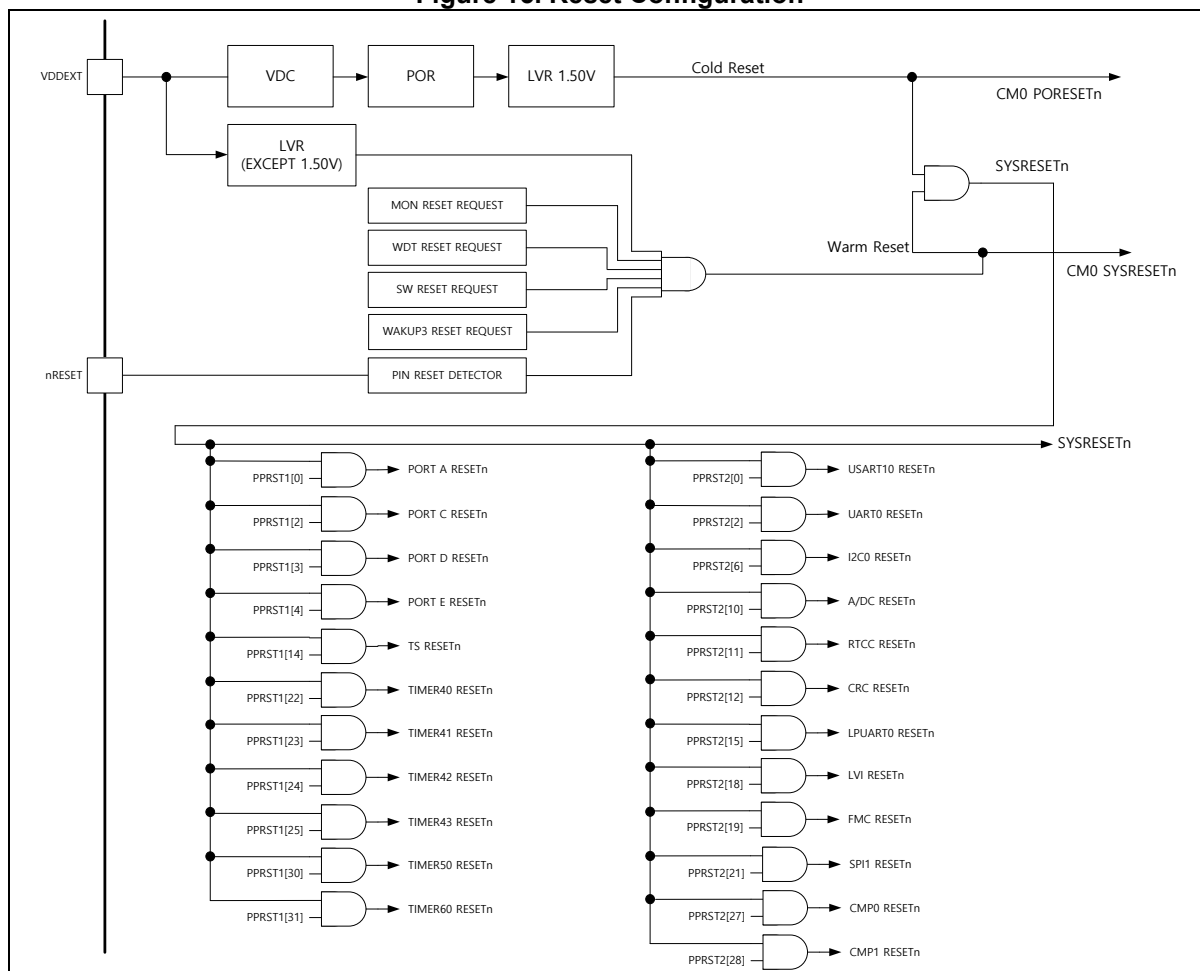 Figure 16. Reset Configuration
VDDEXT
VDC
POR
LVR 1.50V
Cold Reset
CM0 PORESETn
LVR
(EXCEPT 1.50V)
SYSRESETn
MON RESET REQUEST
WDT RESET REQUEST
Warm Reset
CM0 SYSRESETn
SW RESET REQUEST
WAKUP3 RESET REQUEST
nRESET
PIN RESET DETECTOR
SYSRESETn
PPRST1[0]
PORT A RESETn
PPRST1[2]
PORT C RESETn
PPRST1[3]
PORT D RESETn
PPRST1[4]
PORT E RESETn
PPRST1[14]
TS RESETn
PPRST1[22]
TIMER40 RESETn
PPRST1[23]
TIMER41 RESETn
PPRST1[24]
TIMER42 RESETn
PPRST1[25]
TIMER43 RESETn
PPRST1[30]
TIMER50 RESETn
PPRST1[31]
TIMER60 RESETn
PPRST2[0]
USART10 RESETn
PPRST2[2]
UART0 RESETn
PPRST2[6]
I2C0 RESETn
PPRST2[10]
A/DC RESETn
PPRST2[11]
RTCC RESETn
PPRST2[12]
CRC RESETn
PPRST2[15]
LPUART0 RESETn
PPRST2[18]
LVI RESETn
PPRST2[19]
FMC RESETn
PPRST2[21]
SPI1 RESETn
PPRST2[27]
CMP0 RESETn
PPRST2[28]
CMP1 RESETn